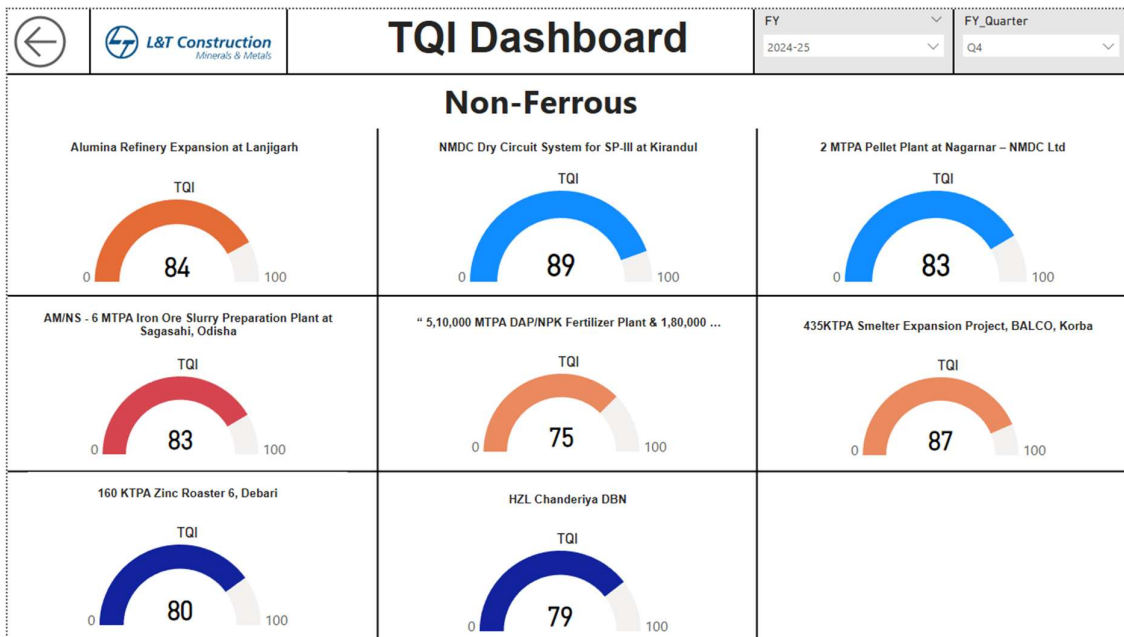 L&T Construction
Minerals & Metals
TQI Dashboard
FY
2024-25
FY_Quarter
Q4
Non-Ferrous
Alumina Refinery Expansion at Lanjigarh
TQI
84
0
100
NMDC Dry Circuit System for SP-III at Kirandul
TQI
89
0
100
2 MTPA Pellet Plant at Nagarnar – NMDC Ltd
TQI
83
0
100
AM/NS - 6 MTPA Iron Ore Slurry Preparation Plant at
Sagasahi, Odisha
TQI
83
0
100
“ 5,10,000 MTPA DAP/NPK Fertilizer Plant & 1,80,000 ...
TQI
75
0
100
435KTPA Smelter Expansion Project, BALCO, Korba
TQI
87
0
100
160 KTPA Zinc Roaster 6, Debari
TQI
80
0
100
HZL Chanderiya DBN
TQI
79
0
100